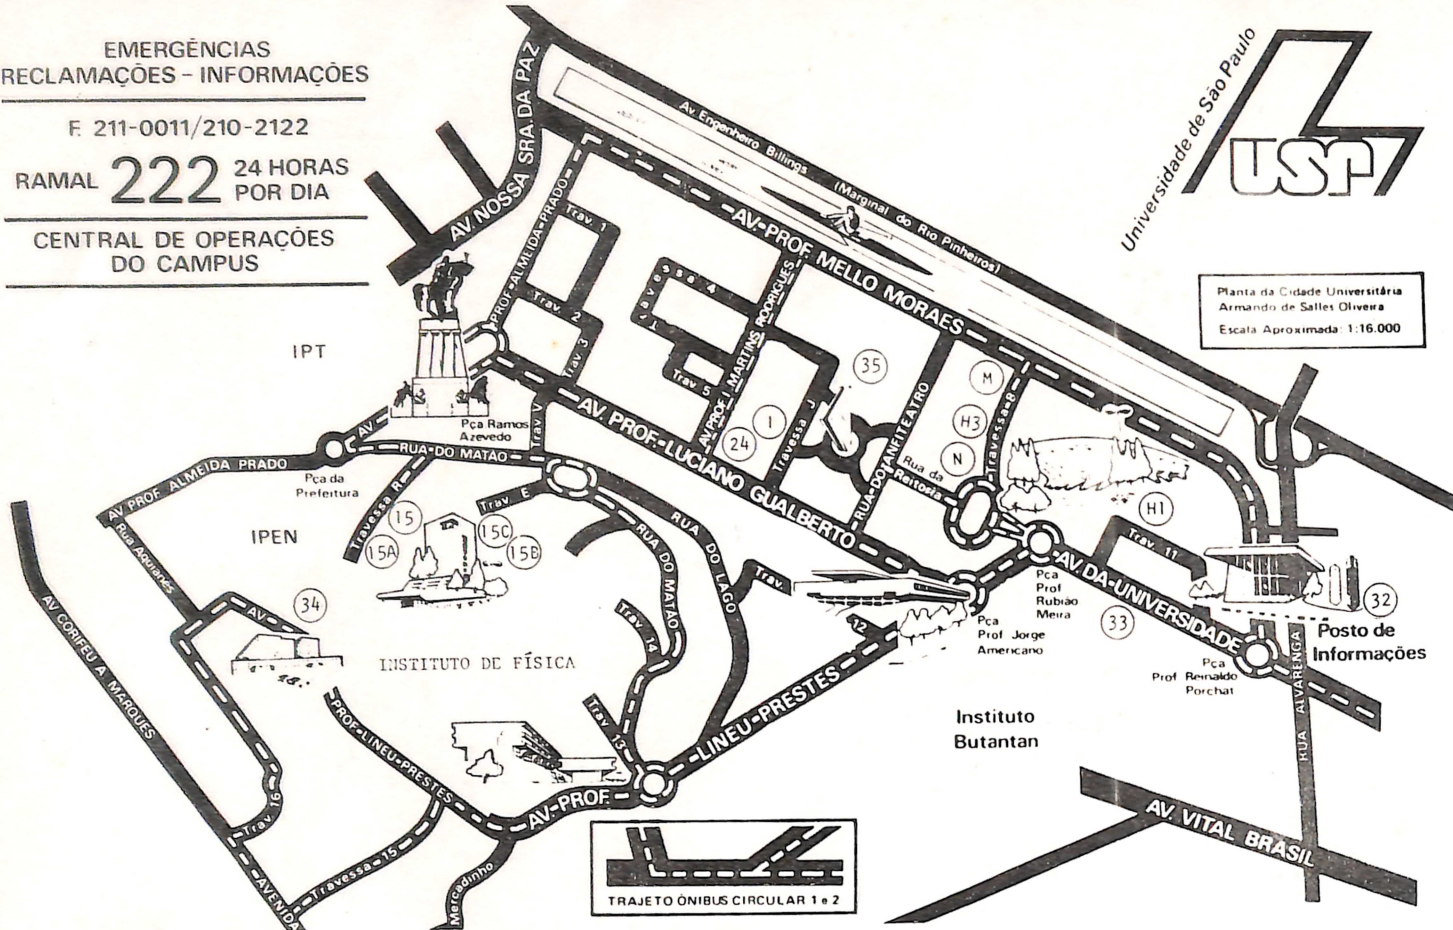 EMERGÊNCIAS
RECLAMAÇÕES - INFORMAÇÕES
F. 211-0011/210-2122
RAMAL 222 24 HORAS
POR DIA
CENTRAL DE OPERAÇÕES
DO CAMPUS
Universidade de São Paulo
USP
Planta da Cidade Universitária
Armando de Salles Oliveira
Escala Aproximada: 1:16.000
AV. NOSSA SRA. DA PAZ
Av. Engenheiro Billings (Marginal do Rio Pinheiros)
AV. PROF. MELLO MORAES
PROF. ALMEIDA PRADO
Trav. 1
Trav. 2
Trav. 3
Travessa 4
Trav. 5
AV PROF. I MARTINS RODRIGUES
IPT
35
M
H3
N
I
24
Travessa J
RUA DO ANFITEATRO
Travessa 8
Rua da
Reitoria
H1
Trav. 11
Pça Ramos
Azevedo
AV.
Trav. V
AV. PROF. LUCIANO GUALBERTO
AV PROF ALMEIDA PRADO
RUA DO MATÃO
Pça da
Prefeitura
Travessa R
Trav. E
IPEN
15
15A
15C
15B
RUA DO MATÃO
RUA DO LAGO
Rua Aquianés
AV.
34
INSTITUTO DE FÍSICA
Trav. 14
Trav.
12
Pça
Prof
Rubião
Meira
AV DA UNIVERSIDADE
33
32
Posto de
Informações
Pça
Prof Jorge
Americano
Pça
Prof Reinaldo
Porchat
RUA ALVARENGA
AV CORIFEU A MARQUES
PROF. LINEU PRESTES
LINEU PRESTES
Trav. 13
AV. PROF.
Instituto
Butantan
Trav. 16
Travessa 15
Mercadinho
AVENIDA
AV. VITAL BRASIL
TRAJETO ÔNIBUS CIRCULAR 1 e 2